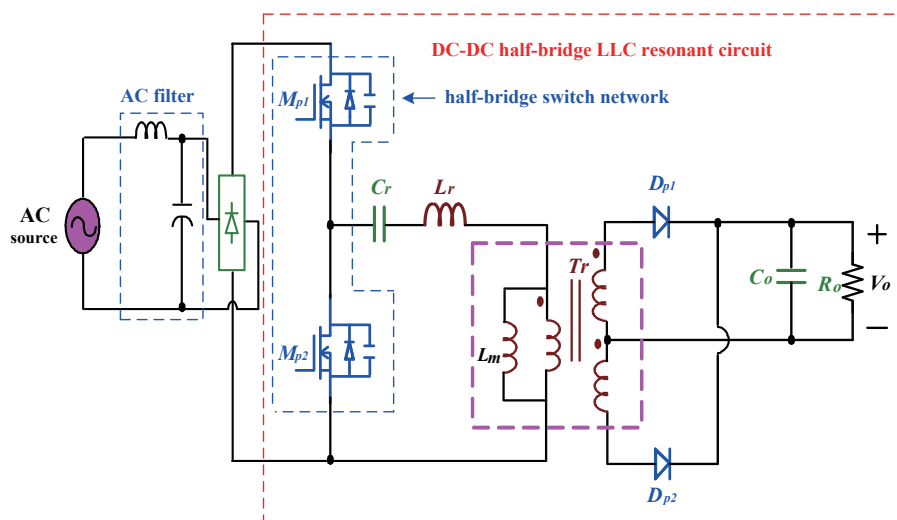 DC-DC half-bridge LLC resonant circuit
AC filter
half-bridge switch network
Mp1
Cr
Lr
Dp1
AC
source
Tr
Co
Ro
+
Vo
−
Mp2
Lm
Dp2